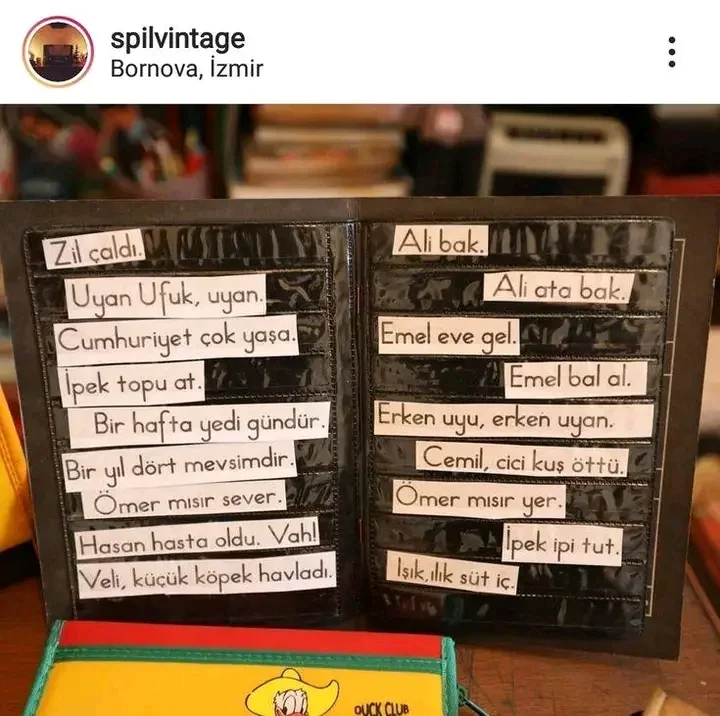 spilvintage
Bornova, İzmir
Zil çaldı.
Uyan Ufuk, uyan.
Cumhuriyet çok yaşa.
İpek topu at.
Bir hafta yedi gündür.
Bir yıl dört mevsimdir.
Ömer mısır sever.
Hasan hasta oldu. Vah!
Veli, küçük köpek havladı.
Ali bak.
Ali ata bak.
Emel eve gel.
Emel bal al.
Erken uyu, erken uyan.
Cemil, cici kuş öttü.
Ömer mısır yer.
İpek ipi tut.
Işık, ılık süt iç.
DUCK CLUB